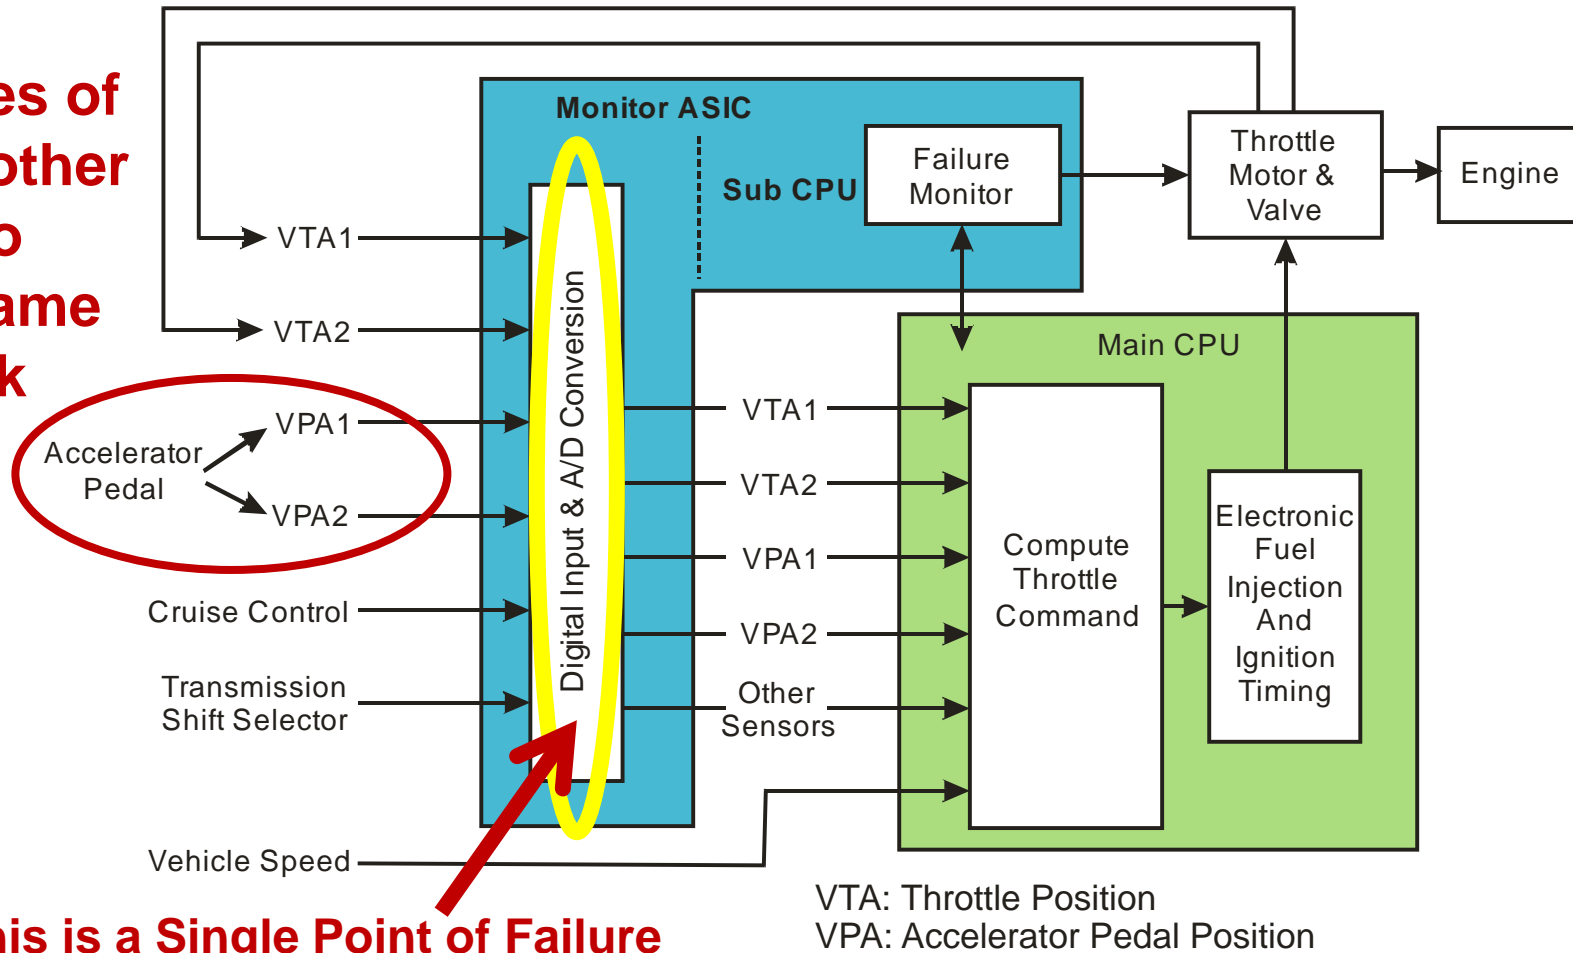 es of
other
o
ame
k
Monitor ASIC
Sub CPU
Failure
Monitor
Throttle
Motor &
Valve
Engine
VTA1
VTA2
VPA1
VPA2
Accelerator
Pedal
Cruise Control
Transmission
Shift Selector
Vehicle Speed
Digital Input & A/D Conversion
VTA1
VTA2
VPA1
VPA2
Other
Sensors
Main CPU
Compute
Throttle
Command
Electronic
Fuel
Injection
And
Ignition
Timing
his is a Single Point of Failure
VTA: Throttle Position
VPA: Accelerator Pedal Position